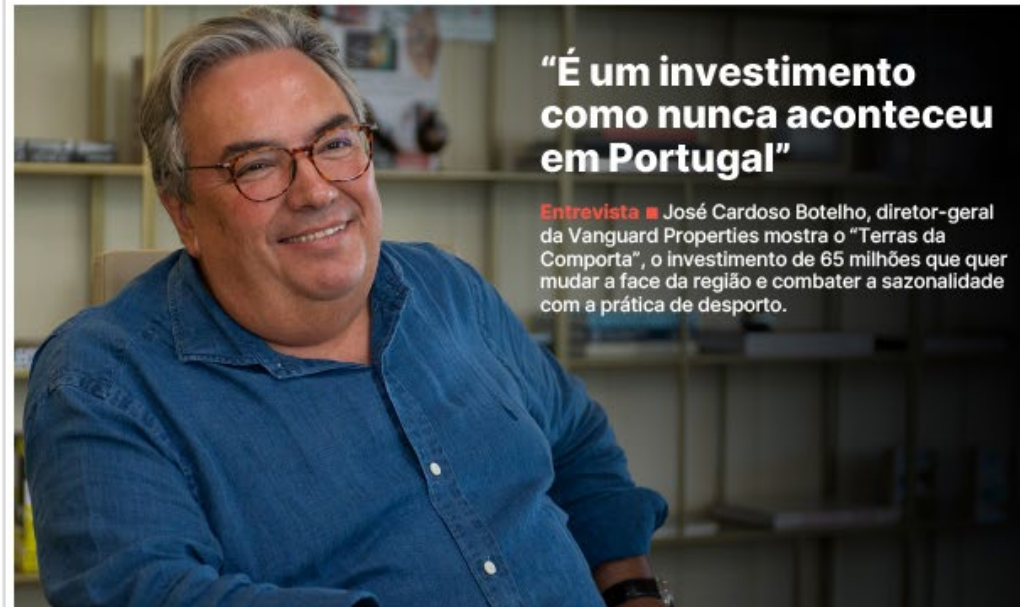 “É um investimento
como nunca aconteceu
em Portugal”
Entrevista ■ José Cardoso Botelho, diretor-geral
da Vanguard Properties mostra o “Terras da
Comporta”, o investimento de 65 milhões que quer
mudar a face da região e combater a sazonalidade
com a prática de desporto.